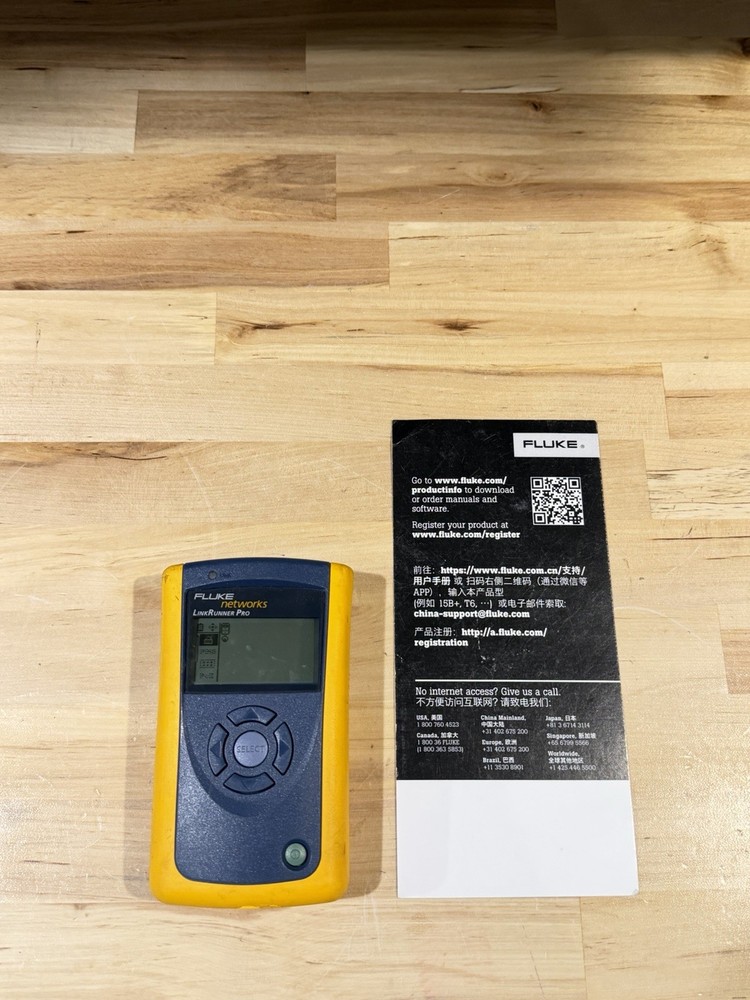 FLUKE
networks
LINKRUNNER PRO
SELECT
FLUKE®
Go to www.fluke.com/
productinfo to download
or order manuals and
software.
Register your product at
www.fluke.com/register
前往：https://www.fluke.com.cn/支持/
用户手册 或 扫码右侧二维码（通过微信等
APP），输入本产品型
(例如 15B+, T6, …) 或电子邮件索取:
china-support@fluke.com
产品注册：http://a.fluke.com/
registration
No internet access? Give us a call.
不方便访问互联网? 请致电我们:
USA, 美国
1 800 760 4523
Canada, 加拿大
1 800 36 FLUKE
(1 800 363 5853)
China Mainland,
中国大陆
+31 402 675 200
Europe, 欧洲
+31 402 675 200
Brazil, 巴西
+11 3530 8901
Japan, 日本
+81 3 6714 3114
Singapore, 新加坡
+65 6799 5566
Worldwide,
全球其他地区
+1 425 446 5500